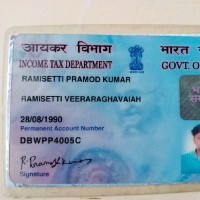 आयकर विभाग भारत
INCOME TAX DEPARTMENT GOVT. O
RAMISETTI PRAMOD KUMAR
RAMISETTI VEERARAGHAVAIAH
28/08/1990
Permanent Account Number
DBWPP4005C
R. Pramodkumar
Signature